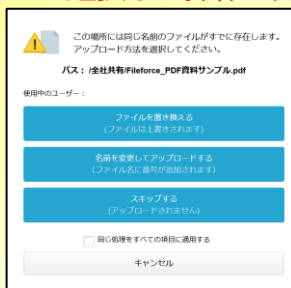 この場所には同じ名前のファイルがすでに存在します。
アップロード方法を選択してください。
パス： /全社共有/Fileforce_PDF資料サンプル.pdf
使用中のユーザー：
ファイルを置き換える
(ファイルは上書きされます)
名前を変更してアップロードする
(ファイル名に番号が追加されます)
スキップする
(アップロードされません)
同じ処理をすべての項目に適用する
キャンセル